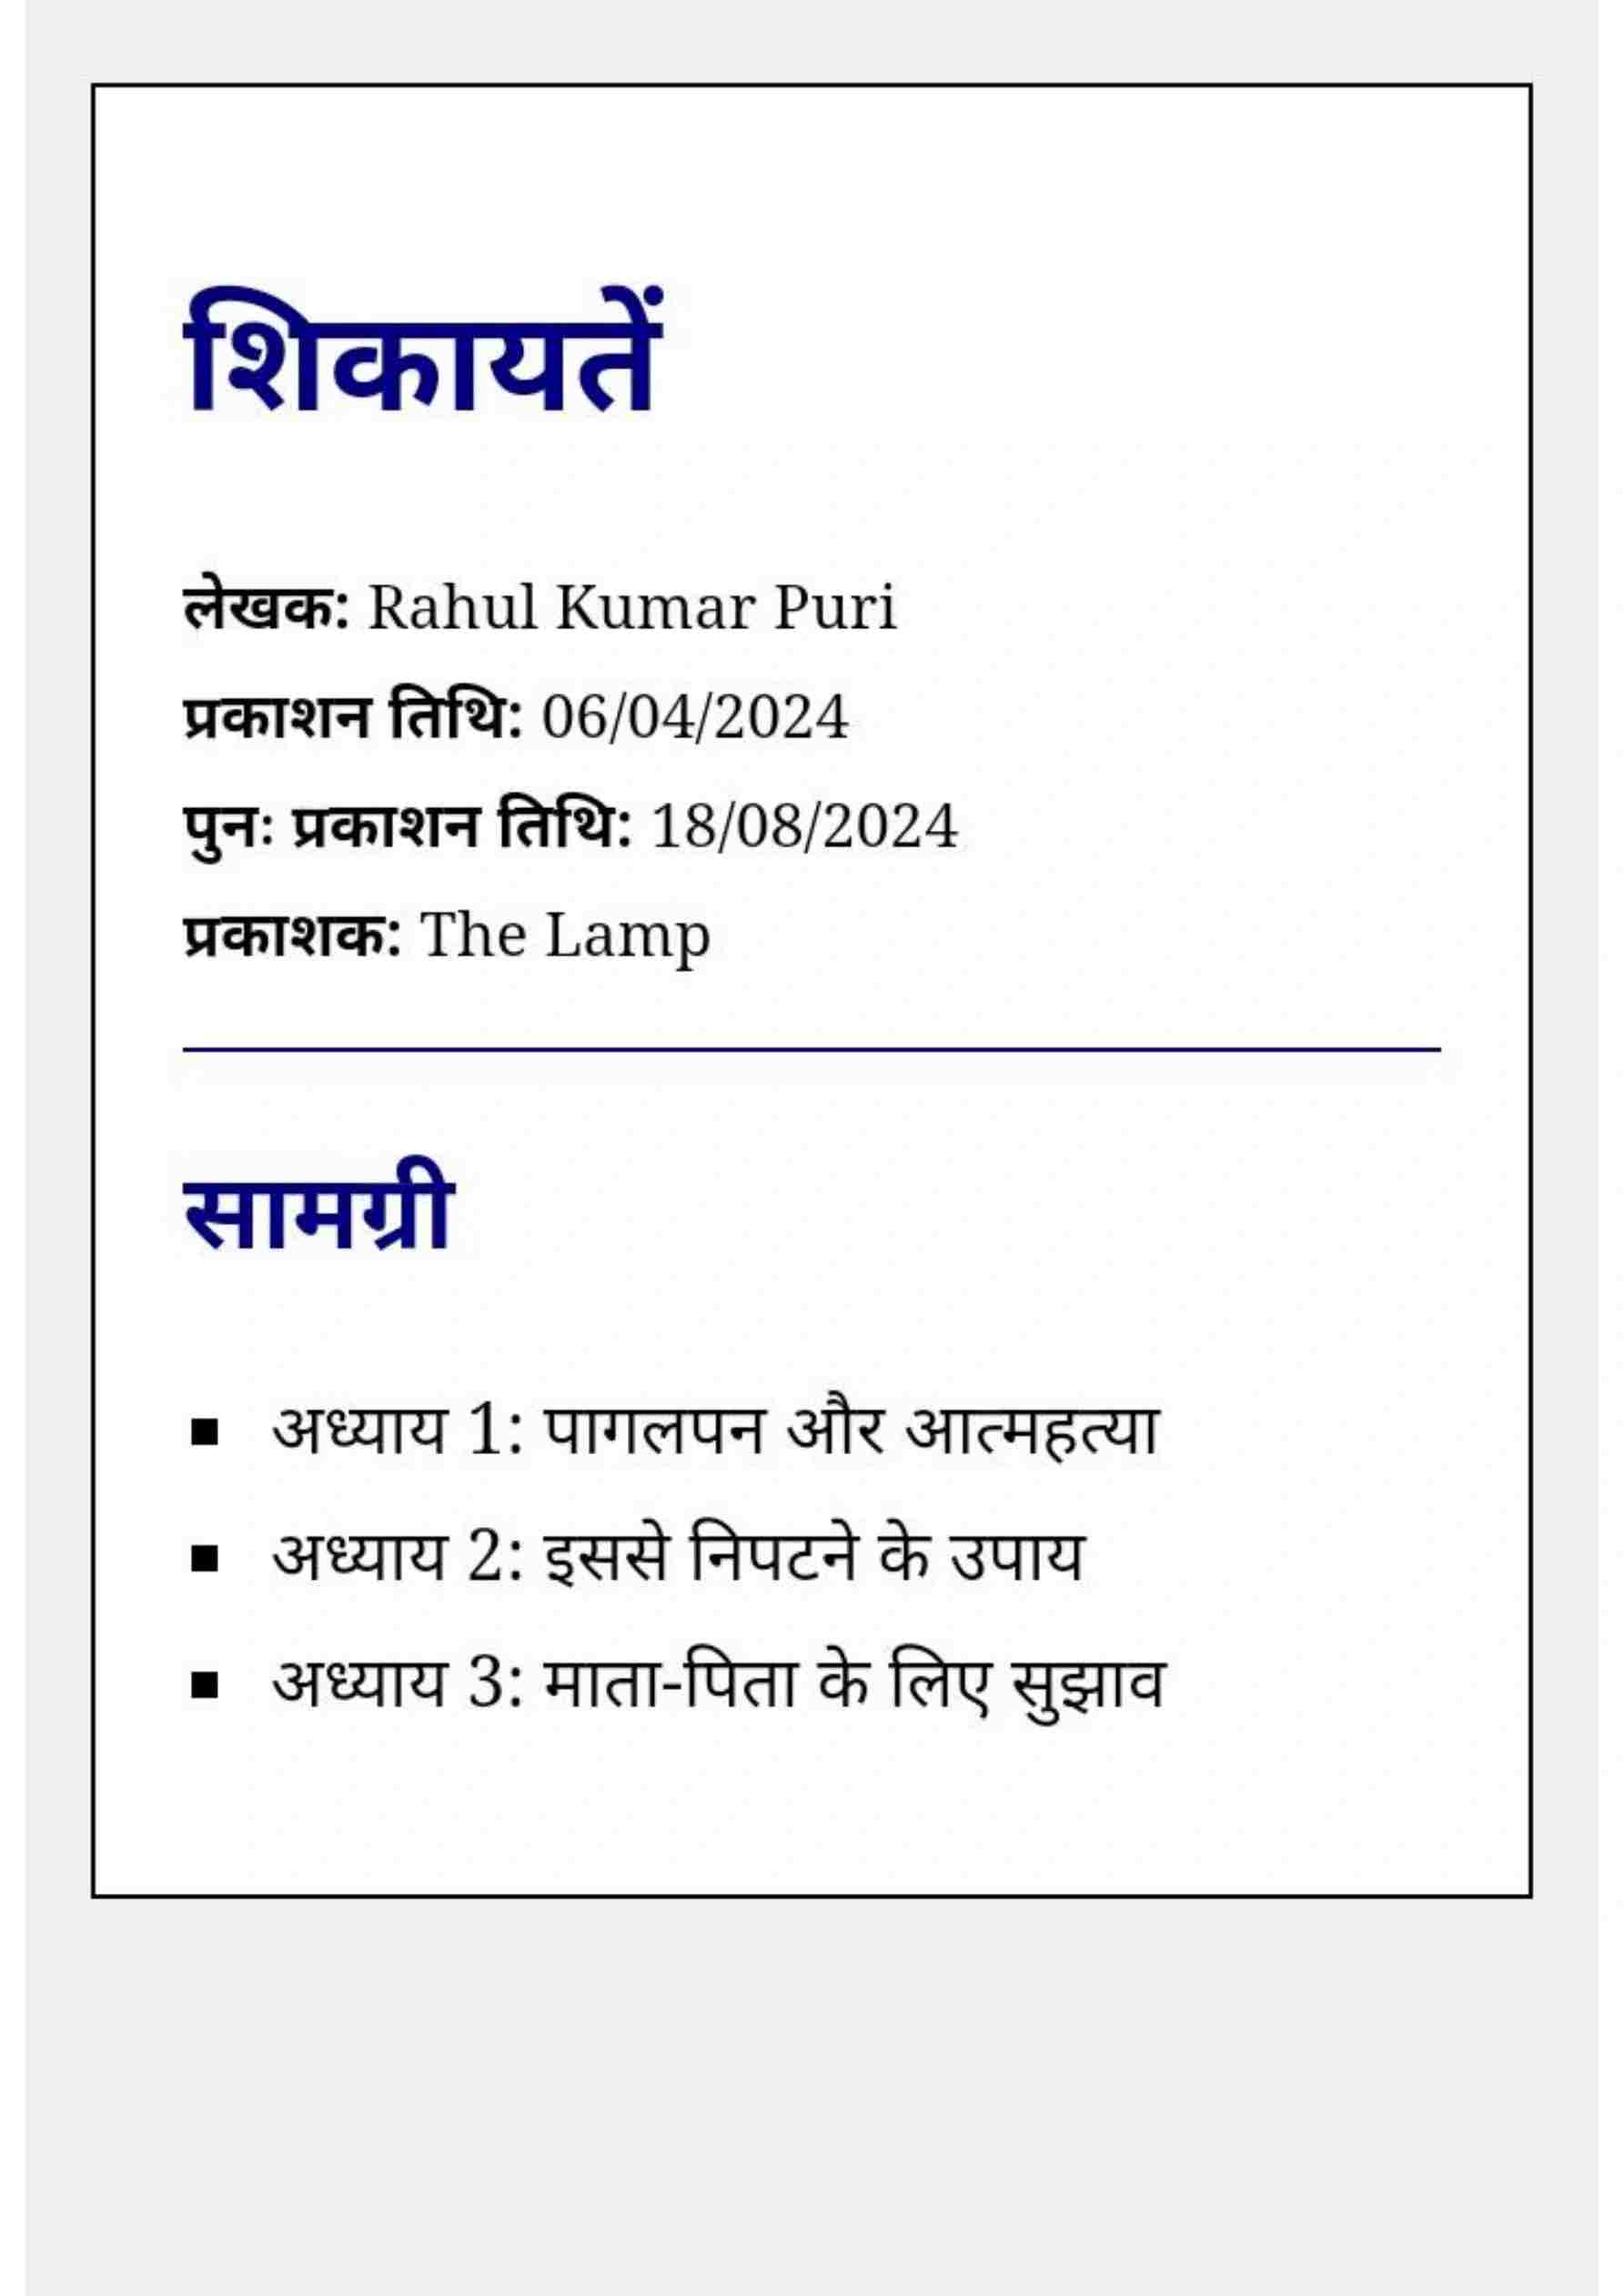 शिकायतें
लेखक: Rahul Kumar Puri
प्रकाशन तिथि: 06/04/2024
पुनः प्रकाशन तिथि: 18/08/2024
प्रकाशक: The Lamp
सामग्री
▪ अध्याय 1: पागलपन और आत्महत्या
▪ अध्याय 2: इससे निपटने के उपाय
▪ अध्याय 3: माता-पिता के लिए सुझाव